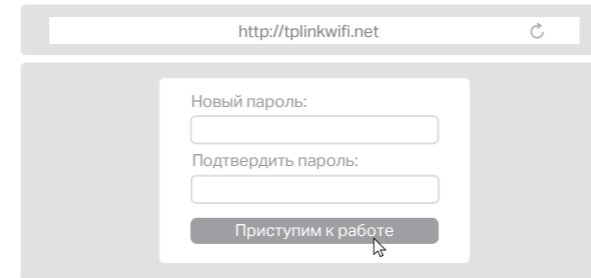 http://tplinkwifi.net
Новый пароль:
Подтвердить пароль:
Приступим к работе